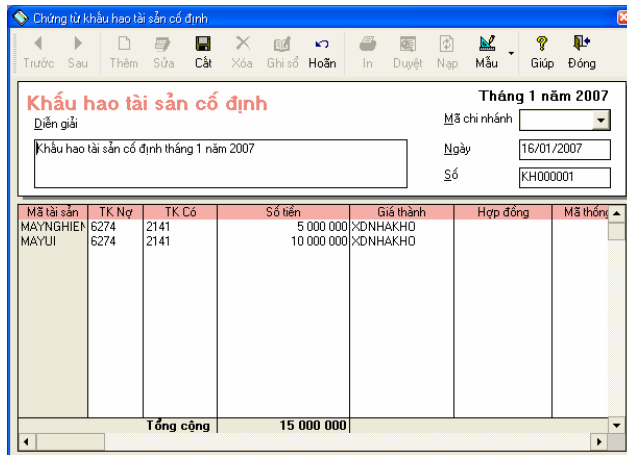 Chứng từ khấu hao tài sản cố định
Trước Sau Thêm Sửa Cất Xóa Ghi sổ Hoãn In Duyệt Nạp Mẫu Giúp Đóng
Khấu hao tài sản cố định
Tháng 1 năm 2007
Diễn giải
Mã chi nhánh
Khấu hao tài sản cố định tháng 1 năm 2007
Ngày 16/01/2007
Số KH000001
Mã tài sản TK Nợ TK Có Số tiền Giá thành Hợp đồng Mã thống
MAYNGHIEN 6274 2141 5 000 000 XDNHAKHO
MAYUI 6274 2141 10 000 000 XDNHAKHO
Tổng cộng 15 000 000